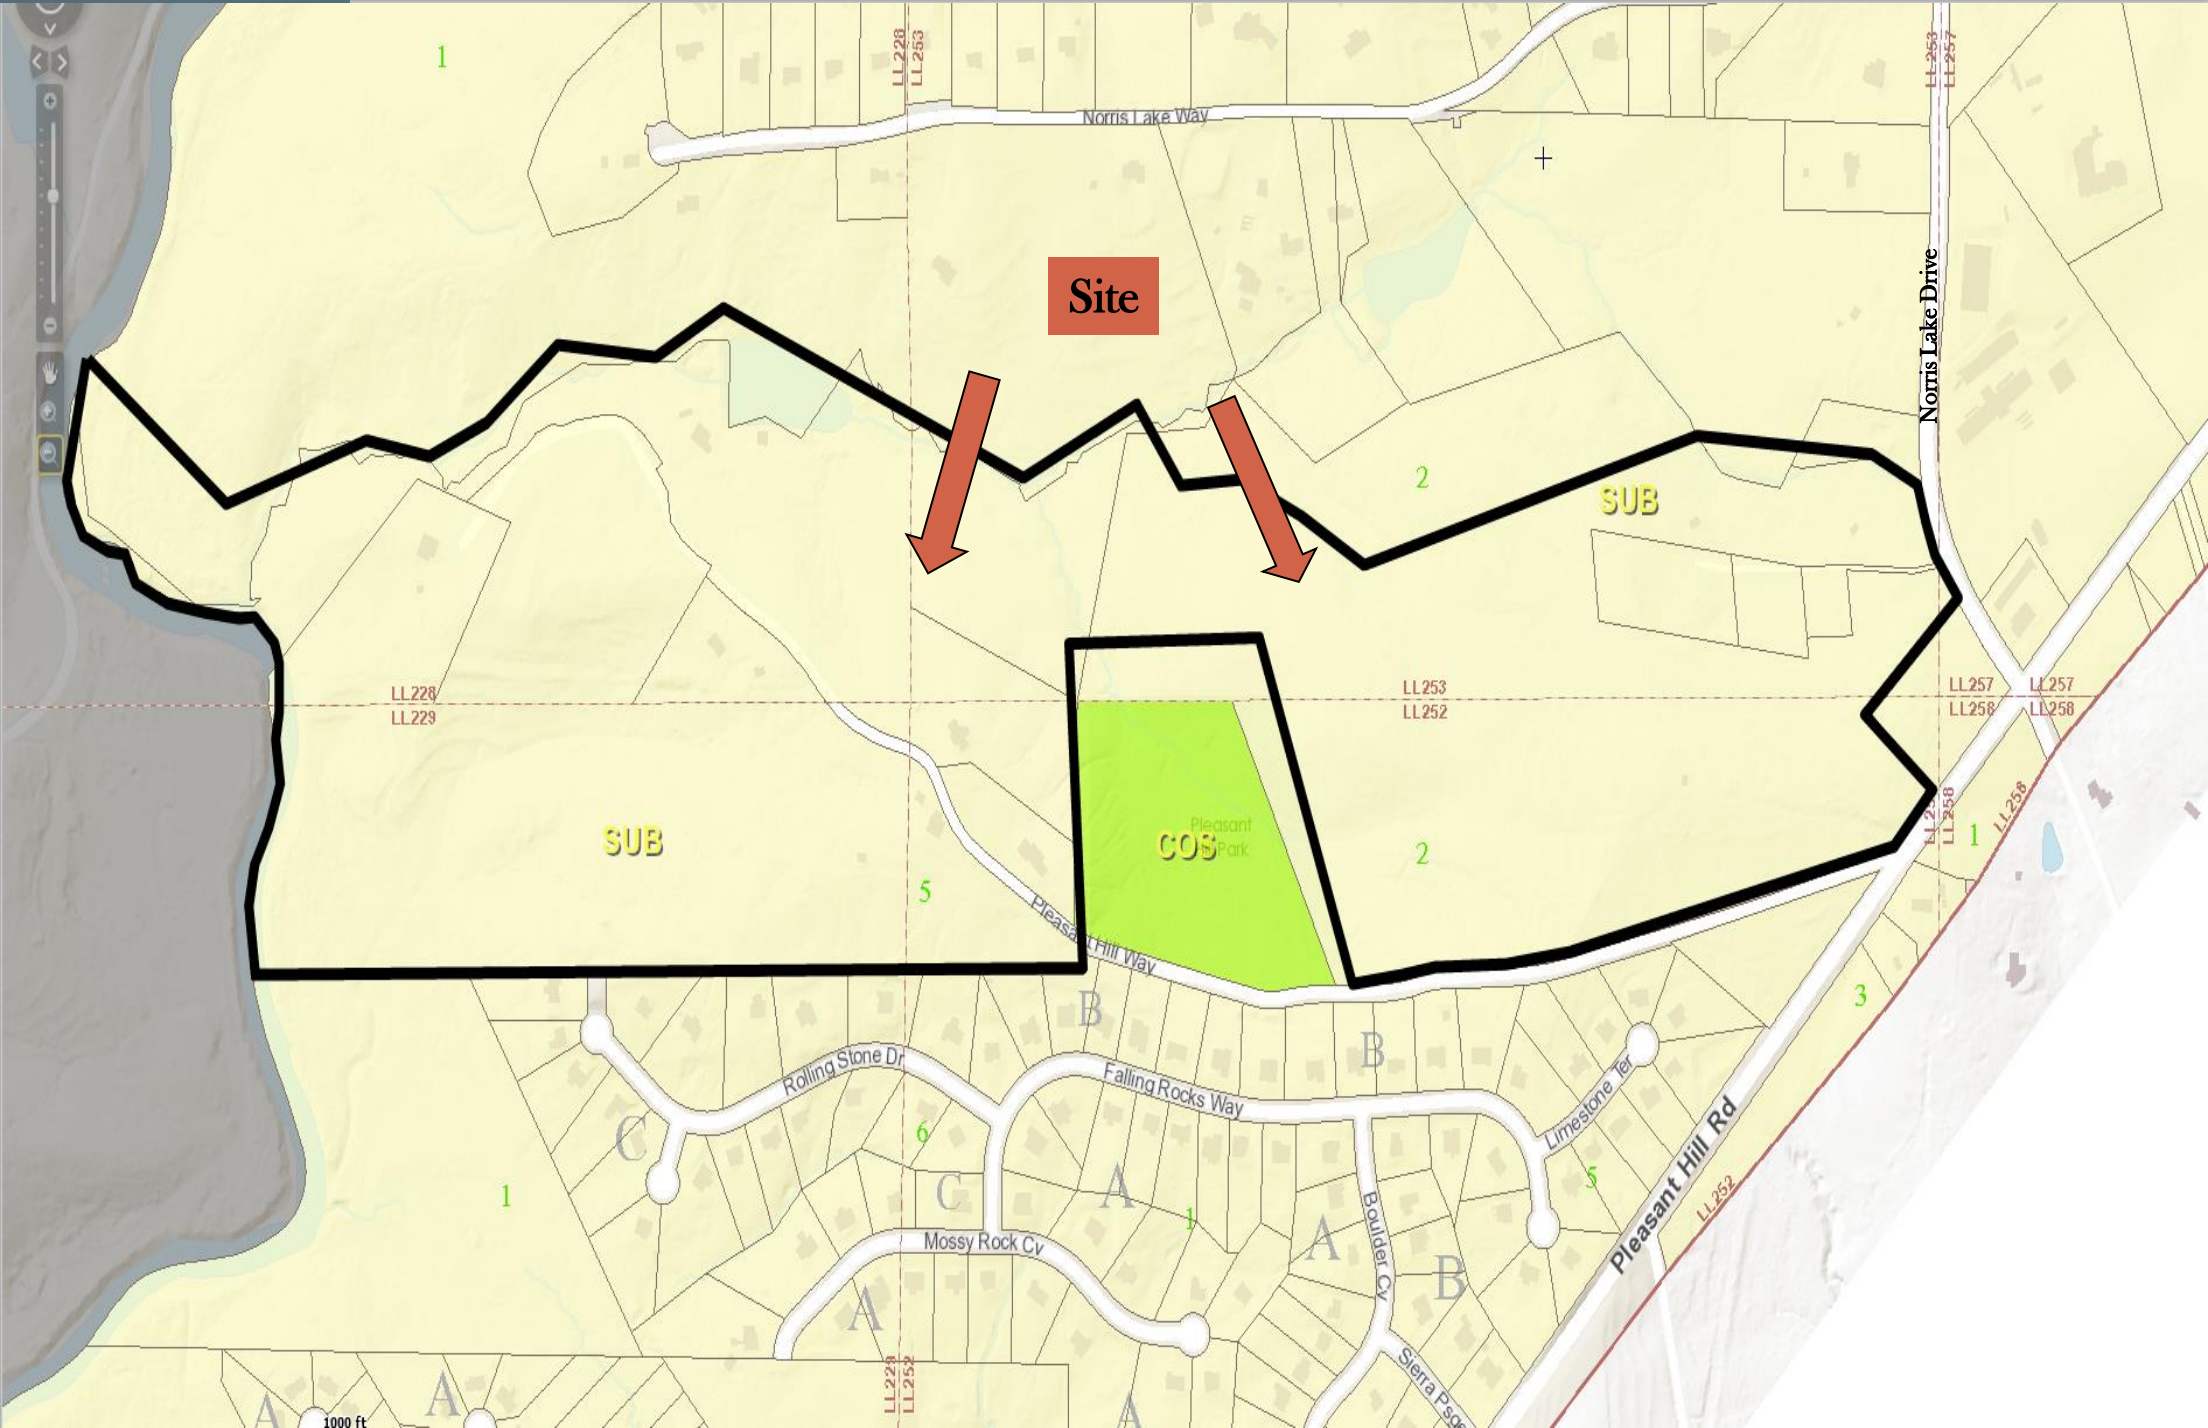 1
LL228
LL253
LL253
LL257
Norris Lake Way
Site
Norris Lake Drive
2
SUB
LL228
LL229
LL253
LL252
LL257
LL258
LL257
LL258
SUB
5
Pleasant
Park
COS
2
LL258
LL258
1
Pleasant Hill Way
3
B
B
Rolling Stone Dr
Falling Rocks Way
Limestone Ter
C
6
C
A
1
A
B
5
1
Mossy Rock Cv
Boulder Cv
Pleasant Hill Rd
LL252
A
LL229
LL252
A
A
A
Sierra
1000 ft